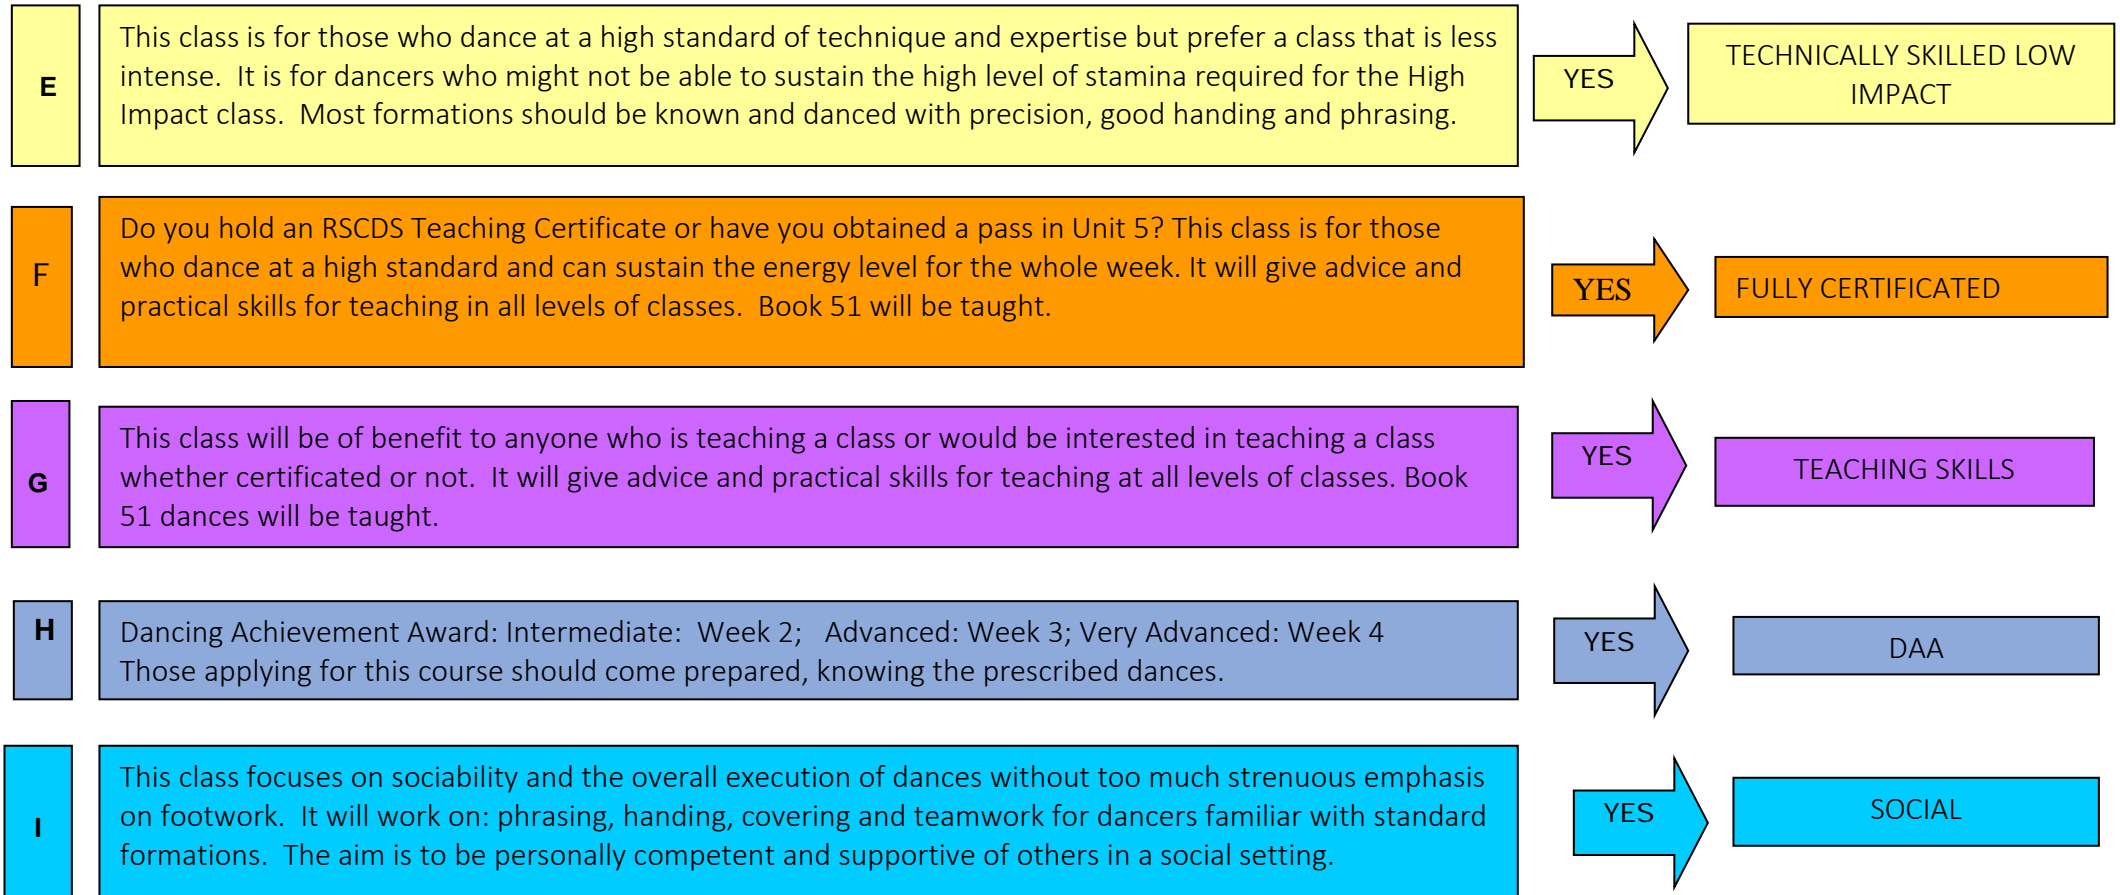 E
This class is for those who dance at a high standard of technique and expertise but prefer a class that is less
intense.  It is for dancers who might not be able to sustain the high level of stamina required for the High
Impact class.  Most formations should be known and danced with precision, good handing and phrasing.
YES
TECHNICALLY SKILLED LOW
IMPACT
F
Do you hold an RSCDS Teaching Certificate or have you obtained a pass in Unit 5? This class is for those
who dance at a high standard and can sustain the energy level for the whole week. It will give advice and
practical skills for teaching in all levels of classes.  Book 51 will be taught.
YES
FULLY CERTIFICATED
G
This class will be of benefit to anyone who is teaching a class or would be interested in teaching a class
whether certificated or not.  It will give advice and practical skills for teaching at all levels of classes. Book
51 dances will be taught.
YES
TEACHING SKILLS
H
Dancing Achievement Award: Intermediate:  Week 2;   Advanced: Week 3; Very Advanced: Week 4
Those applying for this course should come prepared, knowing the prescribed dances.
YES
DAA
I
This class focuses on sociability and the overall execution of dances without too much strenuous emphasis
on footwork.  It will work on: phrasing, handing, covering and teamwork for dancers familiar with standard
formations.  The aim is to be personally competent and supportive of others in a social setting.
YES
SOCIAL